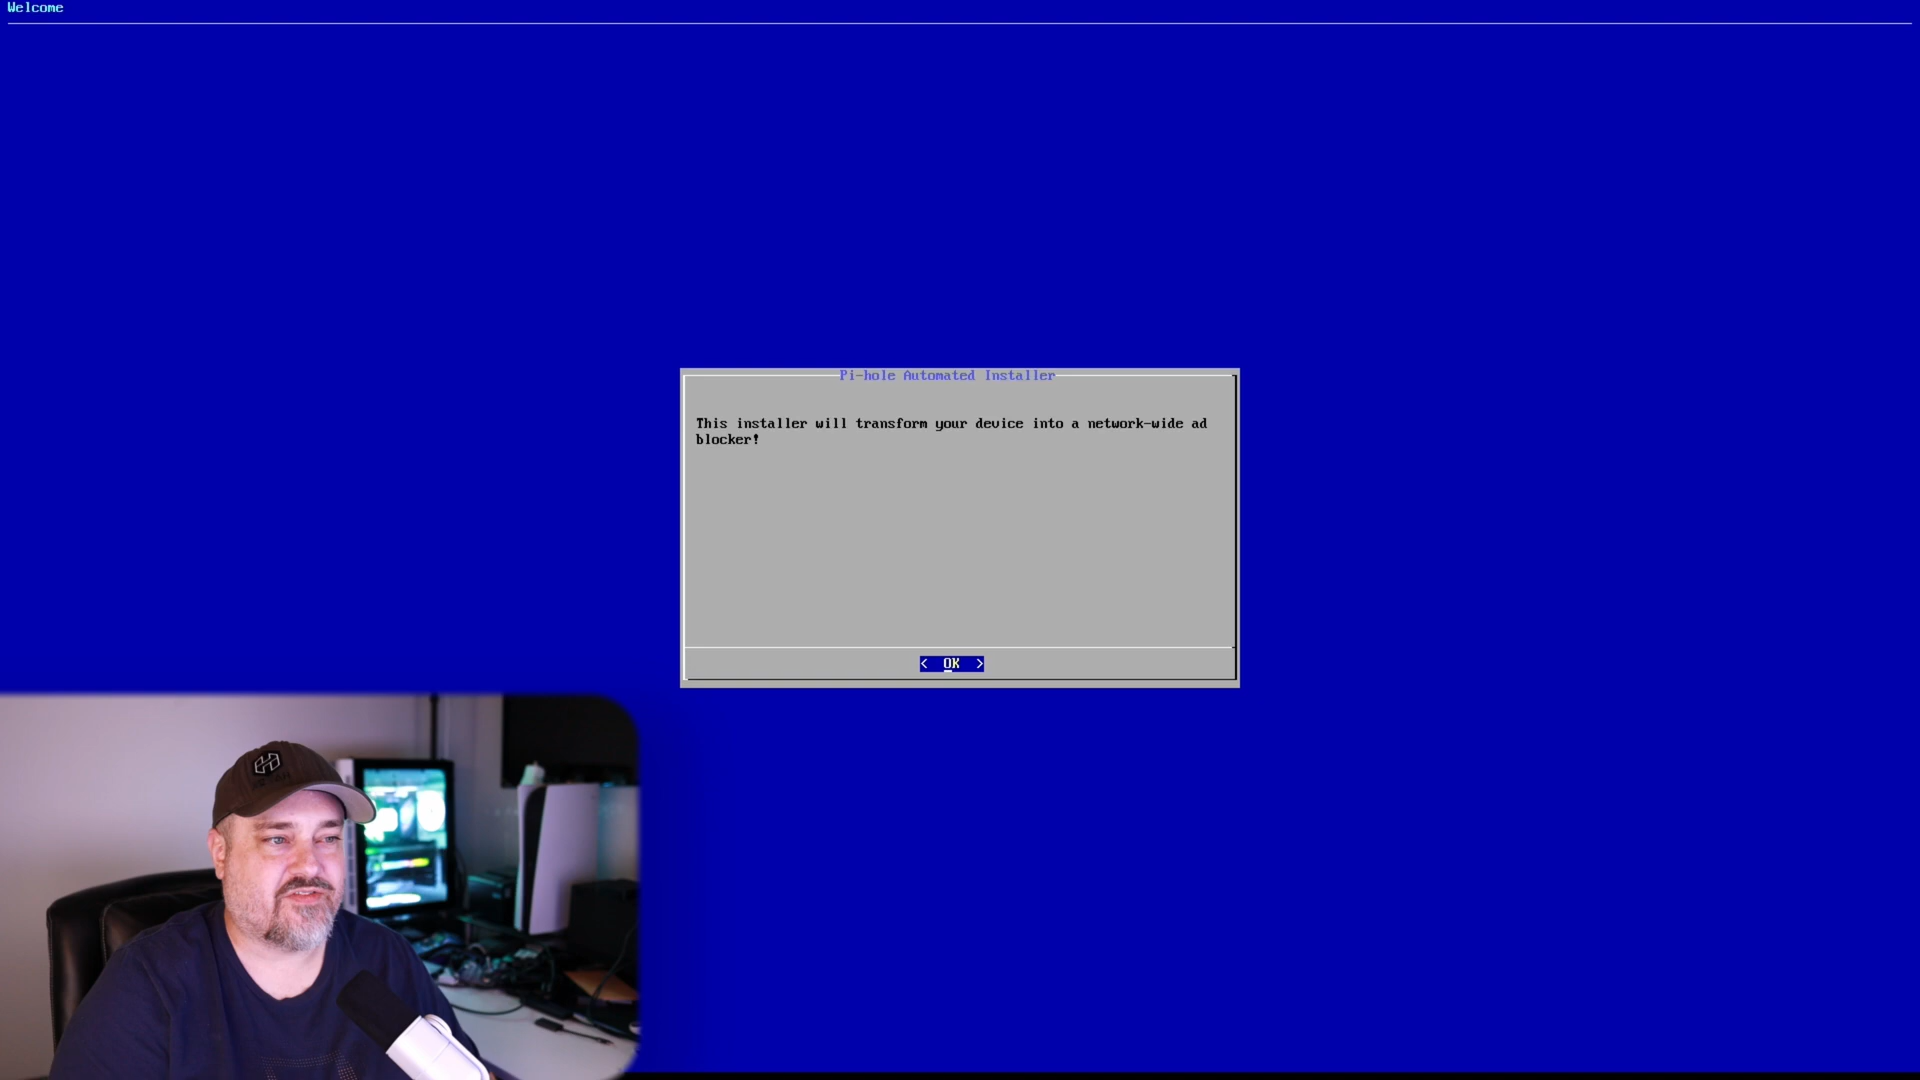 Welcome
Pi-hole Automated Installer
This installer will transform your device into a network-wide ad
blocker!
< OK >